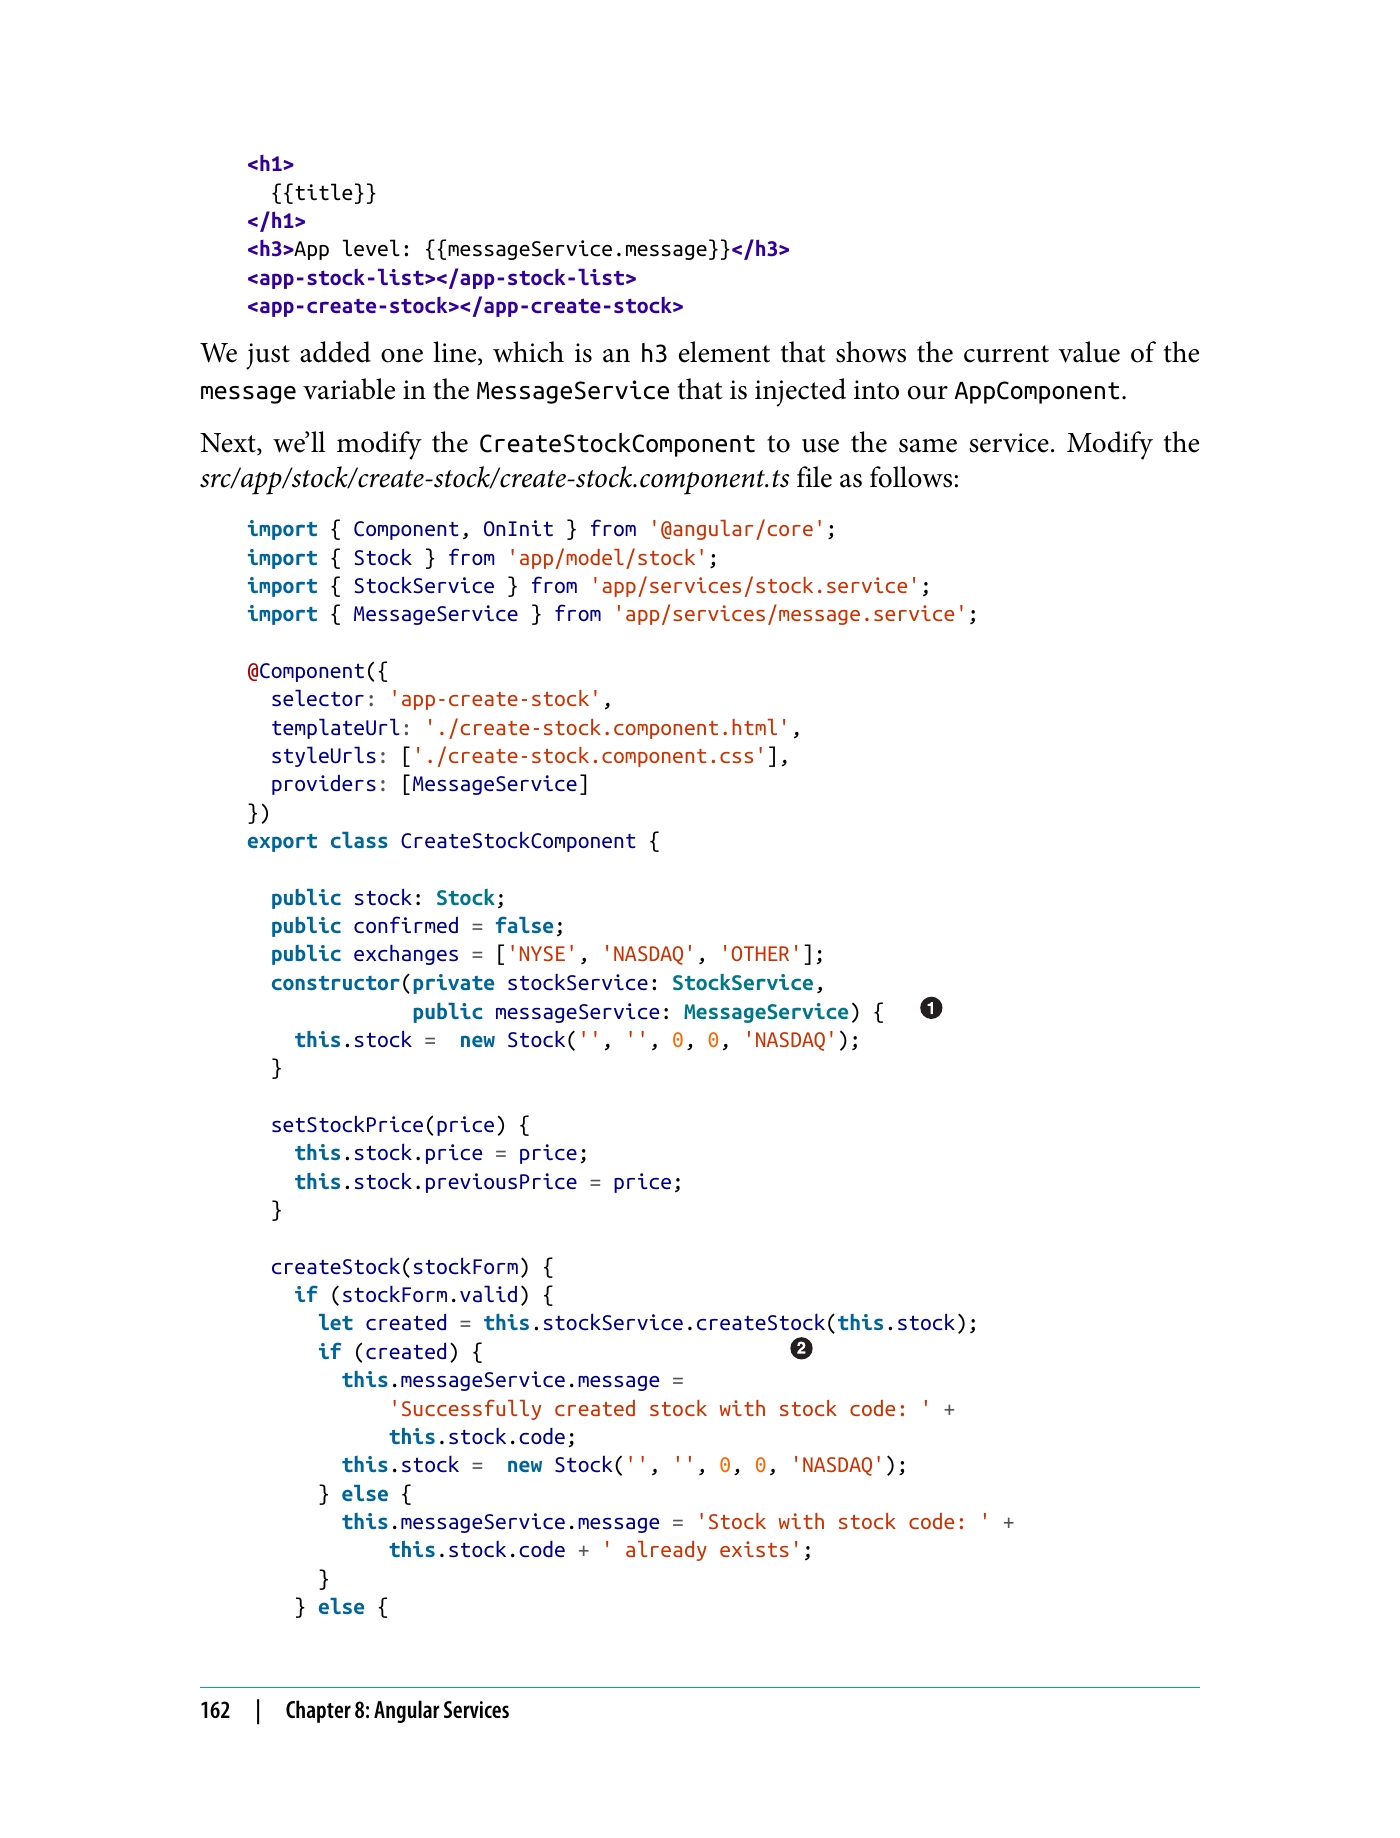 <h1>
  {{title}}
</h1>
<h3>App level: {{messageService.message}}</h3>
<app-stock-list></app-stock-list>
<app-create-stock></app-create-stock>
We just added one line, which is an h3 element that shows the current value of the
message variable in the MessageService that is injected into our AppComponent.
Next, we’ll modify the CreateStockComponent to use the same service. Modify the
src/app/stock/create-stock/create-stock.component.ts file as follows:
import { Component, OnInit } from '@angular/core';
import { Stock } from 'app/model/stock';
import { StockService } from 'app/services/stock.service';
import { MessageService } from 'app/services/message.service';

@Component({
  selector: 'app-create-stock',
  templateUrl: './create-stock.component.html',
  styleUrls: ['./create-stock.component.css'],
  providers: [MessageService]
})
export class CreateStockComponent {

  public stock: Stock;
  public confirmed = false;
  public exchanges = ['NYSE', 'NASDAQ', 'OTHER'];
  constructor(private stockService: StockService,
              public messageService: MessageService) {   ❶
    this.stock =  new Stock('', '', 0, 0, 'NASDAQ');
  }

  setStockPrice(price) {
    this.stock.price = price;
    this.stock.previousPrice = price;
  }

  createStock(stockForm) {
    if (stockForm.valid) {
      let created = this.stockService.createStock(this.stock);
      if (created) {                          ❷
        this.messageService.message =
            'Successfully created stock with stock code: ' +
            this.stock.code;
        this.stock =  new Stock('', '', 0, 0, 'NASDAQ');
      } else {
        this.messageService.message = 'Stock with stock code: ' +
            this.stock.code + ' already exists';
      }
    } else {
162 | Chapter 8: Angular Services